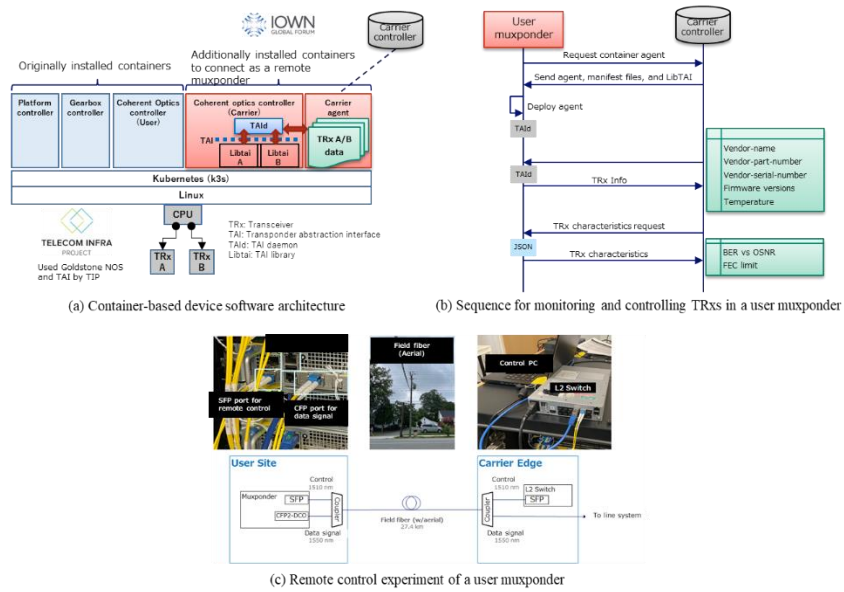 IOWN
GLOBAL FORUM
Carrier
controller
Originally installed containers
Additionally installed containers
to connect as a remote
muxponder
Platform
controller
Gearbox
controller
Coherent Optics
controller
(User)
Coherent optics controller
(Carrier)
TAId
TAI
Libtai
A
Libtai
B
Carrier
agent
TRx A/B
data
Kubernetes (k3s)
Linux
CPU
TRx
A
TRx
B
TELECOM INFRA
PROJECT
Used Goldstone NOS
and TAI by TIP
TRx: Transceiver
TAI: Transponder abstraction interface
TAId: TAI daemon
Libtai: TAI library
(a) Container-based device software architecture
User
muxponder
Carrier
controller
Request container agent
Send agent, manifest files, and LibTAI
Deploy agent
TAId
TAId
TRx Info
Vendor-name
Vendor-part-number
Vendor-serial-number
Firmware versions
Temperature
TRx characteristics request
JSON
TRx characteristics
BER vs OSNR
FEC limit
(b) Sequence for monitoring and controlling TRxs in a user muxponder
SFP port for
remote control
CFP port for
data signal
Field fiber
(Aerial)
Control PC
L2 Switch
User Site
Control
1510 nm
Muxponder
SFP
CFP2-DCO
Coupler
Data signal
1550 nm
Field fiber (w/aerial)
27.4 km
Carrier Edge
Control
1510 nm
L2 Switch
SFP
Coupler
Data signal
1550 nm
To line system
(c) Remote control experiment of a user muxponder